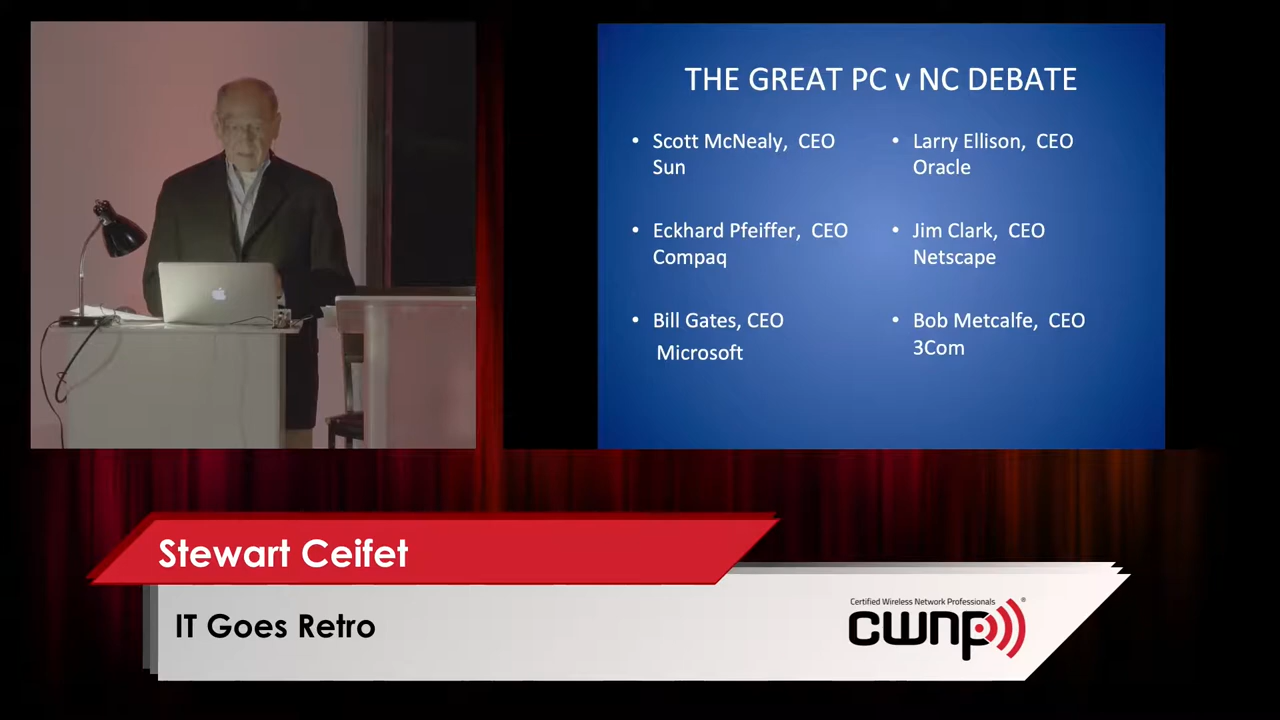 THE GREAT PC v NC DEBATE
• Scott McNealy, CEO
Sun
• Eckhard Pfeiffer, CEO
Compaq
• Bill Gates, CEO
Microsoft
• Larry Ellison, CEO
Oracle
• Jim Clark, CEO
Netscape
• Bob Metcalfe, CEO
3Com
Stewart Ceifet
IT Goes Retro
Certified Wireless Network Professionals
cwnp®